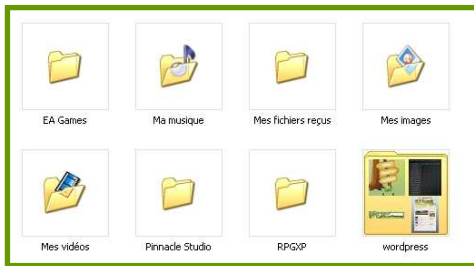 EA Games
Ma musique
Mes fichiers reçus
Mes images
Mes vidéos
Pinnacle Studio
RPGXP
wordpress